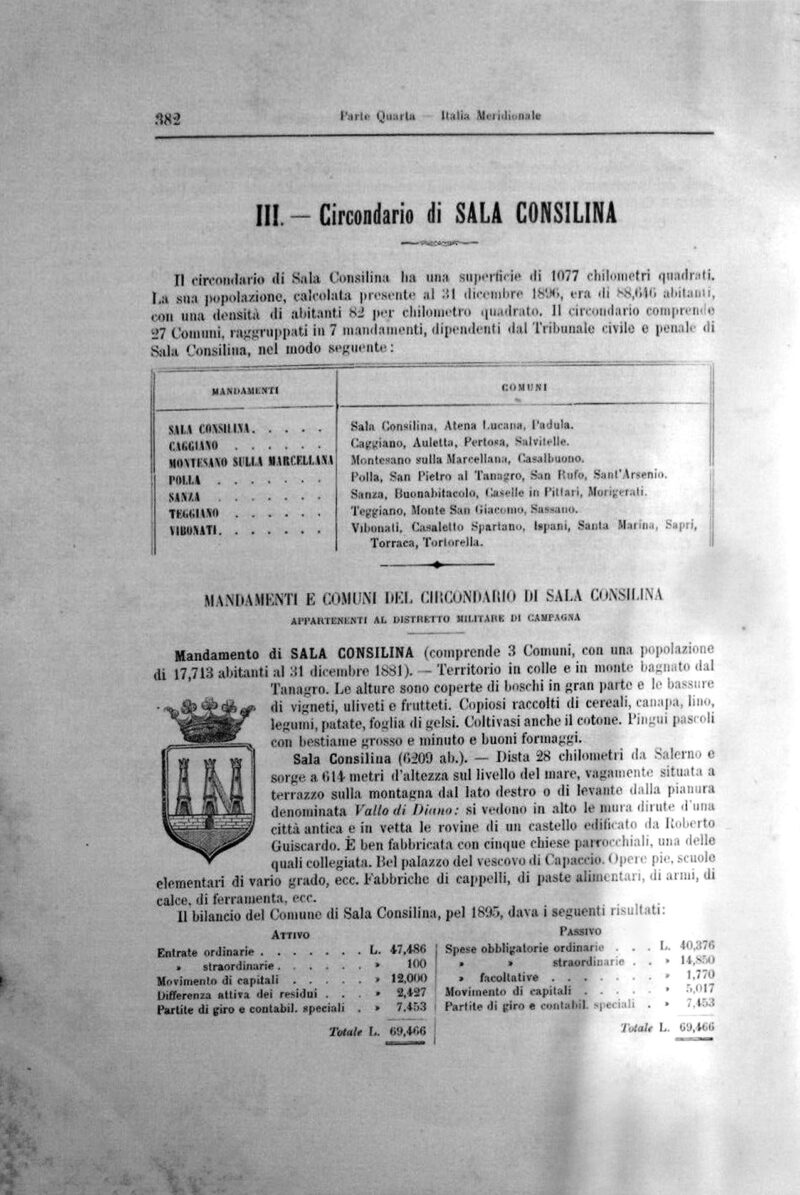 382
Parte Quarta — Italia Meridionale
III. — Circondario di SALA CONSILINA
Il circondario di Sala Consilina ha una superficie di 1077 chilometri quadrati.
La sua popolazione, calcolata presente al 31 dicembre 1896, era di 88,646 abitanti,
con una densità di abitanti 82 per chilometro quadrato. Il circondario comprende
27 Comuni, raggruppati in 7 mandamenti, dipendenti dal Tribunale civile e penale di
Sala Consilina, nel modo seguente:
MANDAMENTI
COMUNI
SALA CONSILINA. . . . . Sala Consilina, Atena Lucana, Padula.
CAGGIANO . . . . . . Caggiano, Auletta, Pertosa, Salvitelle.
MONTESANO SULLA MARCELLANA Montesano sulla Marcellana, Casalbuono.
POLLA . . . . . . . Polla, San Pietro al Tanagro, San Rufo, Sant'Arsenio.
SANZA . . . . . . . Sanza, Buonabitacolo, Caselle in Pittari, Morigerati.
TEGGIANO . . . . . . Teggiano, Monte San Giacomo, Sassano.
VIBONATI. . . . . . . Vibonati, Casaletto Spartano, Ispani, Santa Marina, Sapri,
Torraca, Tortorella.
MANDAMENTI E COMUNI DEL CIRCONDARIO DI SALA CONSILINA
APPARTENENTI AL DISTRETTO MILITARE DI CAMPAGNA
Mandamento di SALA CONSILINA (comprende 3 Comuni, con una popolazione
di 17,713 abitanti al 31 dicembre 1881). — Territorio in colle e in monte bagnato dal
Tanagro. Le alture sono coperte di boschi in gran parte e le bassure
di vigneti, uliveti e frutteti. Copiosi raccolti di cereali, canapa, lino,
legumi, patate, foglia di gelsi. Coltivasi anche il cotone. Pingui pascoli
con bestiame grosso e minuto e buoni formaggi.
Sala Consilina (6209 ab.). — Dista 28 chilometri da Salerno e
sorge a 614 metri d'altezza sul livello del mare, vagamente situata a
terrazzo sulla montagna dal lato destro o di levante dalla pianura
denominata Vallo di Diano: si vedono in alto le mura dirute d'una
città antica e in vetta le rovine di un castello edificato da Roberto
Guiscardo. È ben fabbricata con cinque chiese parrocchiali, una delle
quali collegiata. Bel palazzo del vescovo di Capaccio. Opere pie, scuole
elementari di vario grado, ecc. Fabbriche di cappelli, di paste alimentari, di armi, di
calce, di ferramenta, ecc.
Il bilancio del Comune di Sala Consilina, pel 1895, dava i seguenti risultati:
ATTIVO
Entrate ordinarie . . . . . . . L. 47,486
» straordinarie . . . . . . » 100
Movimento di capitali . . . . . » 12,000
Differenza attiva dei residui . . . » 2,427
Partite di giro e contabil. speciali . » 7,453
Totale L. 69,466
PASSIVO
Spese obbligatorie ordinarie . . . L. 40,376
» » straordinarie . . » 14,850
» facoltative . . . . . . . » 1,770
Movimento di capitali . . . . . » 5,017
Partite di giro e contabil. speciali . » 7,453
Totale L. 69,466